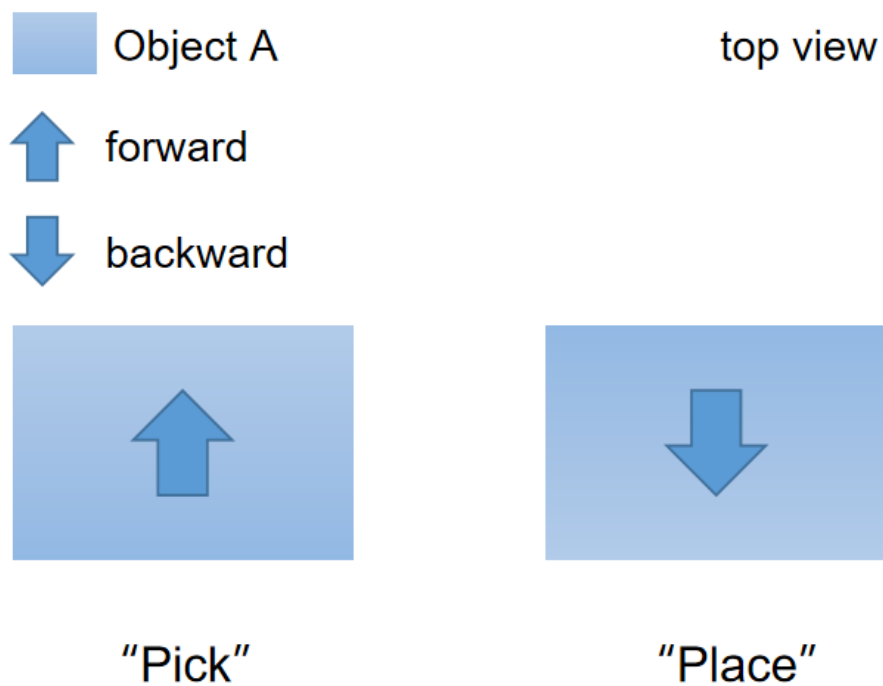 Object A
top view
forward
backward
“Pick”
“Place”